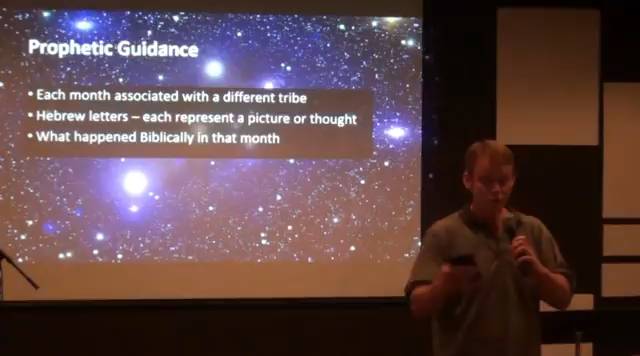 Prophetic Guidance
• Each month associated with a different tribe
• Hebrew letters – each represent a picture or thought
• What happened Biblically in that month